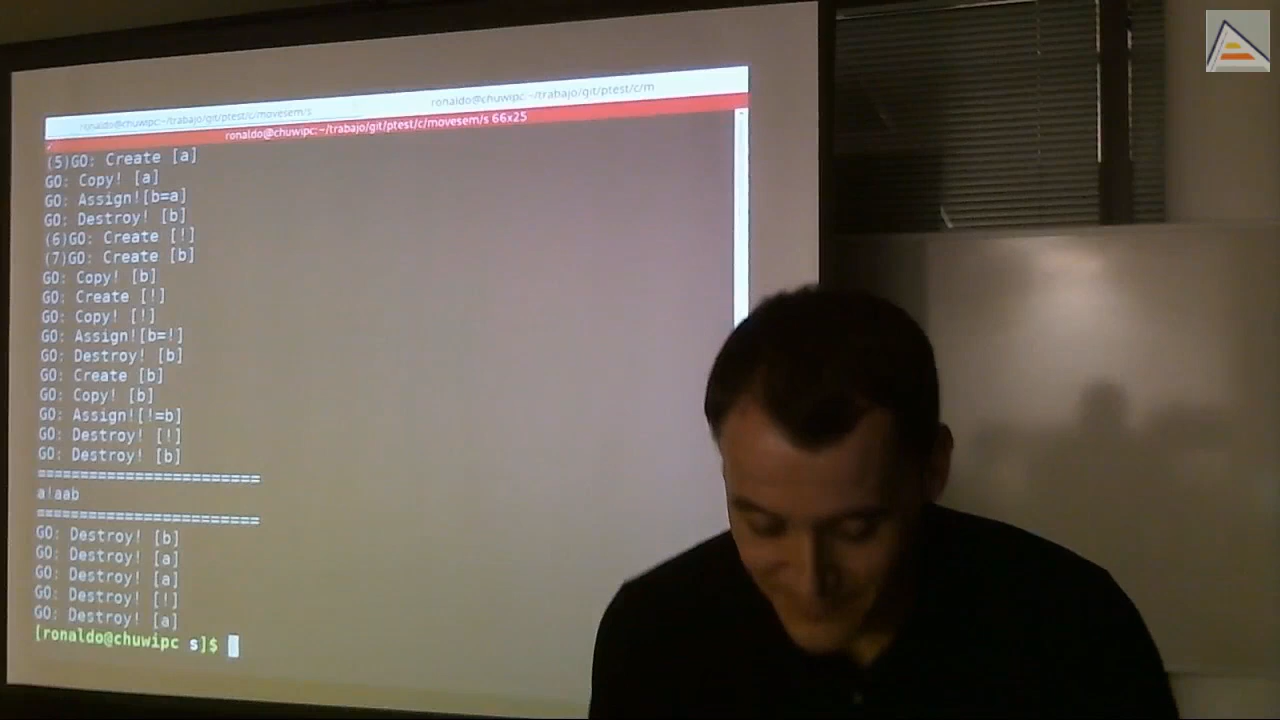 ronaldo@chuwipc:~/trabajo/git/ptest/c/movesem/s
ronaldo@chuwipc:~/trabajo/git/ptest/c/m
ronaldo@chuwipc:~/trabajo/git/ptest/c/movesem/s 66x25
(5)GO: Create [a]
GO: Copy! [a]
GO: Assign![b=a]
GO: Destroy! [b]
(6)GO: Create [!]
(7)GO: Create [b]
GO: Copy! [b]
GO: Create [!]
GO: Copy! [!]
GO: Assign![b=!]
GO: Destroy! [b]
GO: Create [b]
GO: Copy! [b]
GO: Assign![!=b]
GO: Destroy! [!]
GO: Destroy! [b]
=========================
a!aab
=========================
GO: Destroy! [b]
GO: Destroy! [a]
GO: Destroy! [a]
GO: Destroy! [!]
GO: Destroy! [a]
[ronaldo@chuwipc s]$